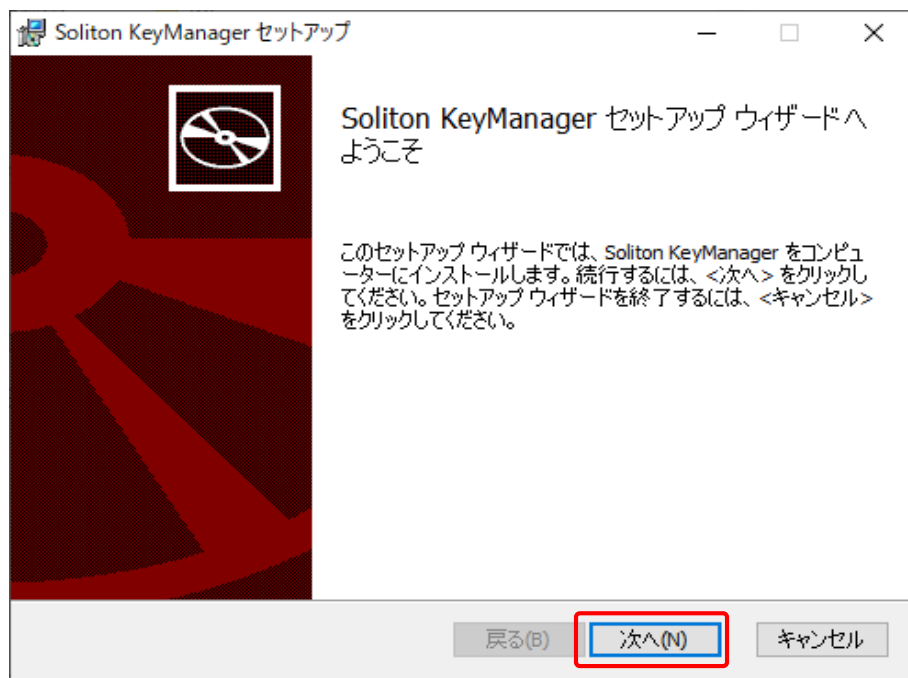 Soliton KeyManager セットアップ
Soliton KeyManager セットアップ ウィザードへ
ようこそ
このセットアップ ウィザードでは、Soliton KeyManager をコンピュ
ーターにインストールします。続行するには、<次へ> をクリックし
てください。セットアップ ウィザードを終了するには、<キャンセル>
をクリックしてください。
戻る(B) 次へ(N) キャンセル